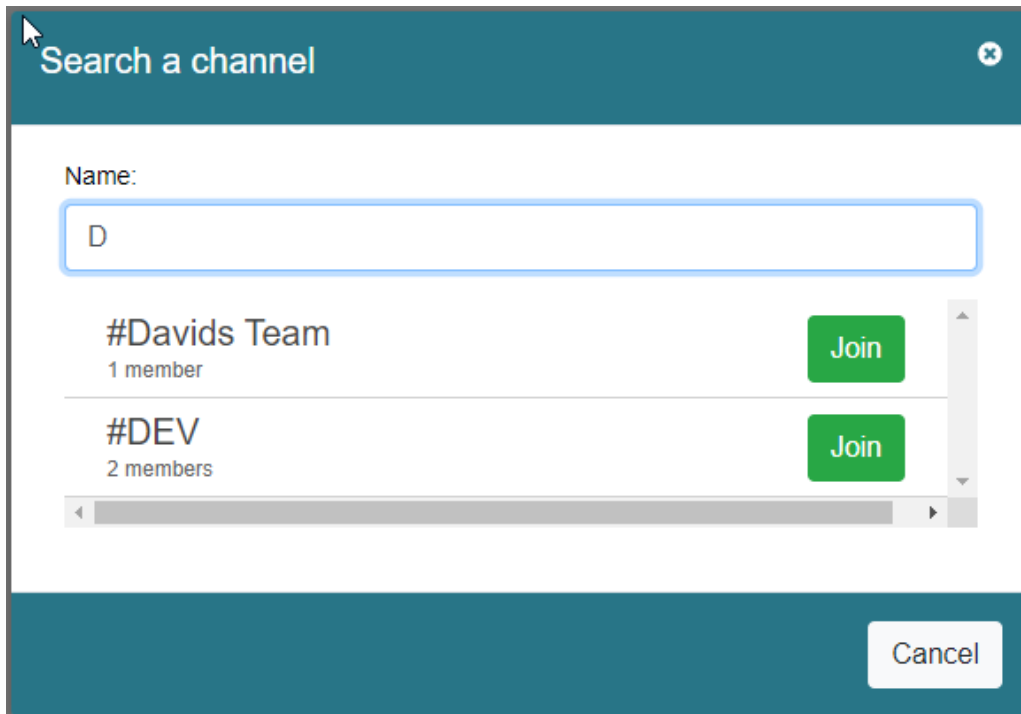 Search a channel
Name:
D
#Davids Team
1 member
Join
#DEV
2 members
Join
Cancel